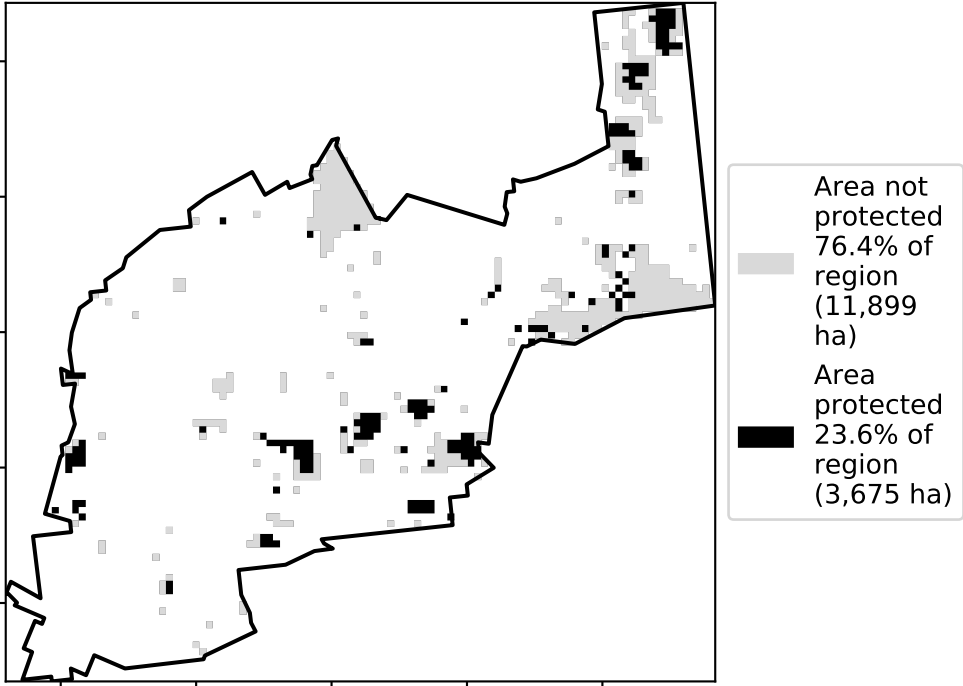 Area not
protected
76.4% of
region
(11,899
ha)
Area
protected
23.6% of
region
(3,675 ha)